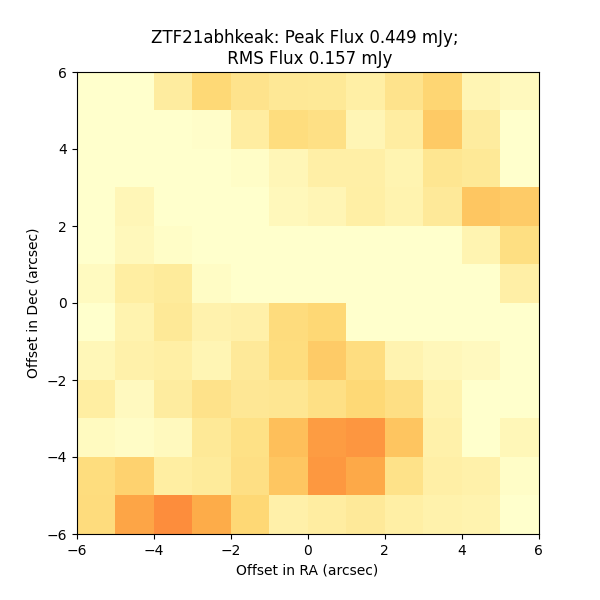 ZTF21abhkeak: Peak Flux 0.449 mJy;
RMS Flux 0.157 mJy
6
4
2
0
−2
−4
−6
Offset in Dec (arcsec)
−6 −4 −2 0 2 4 6
Offset in RA (arcsec)